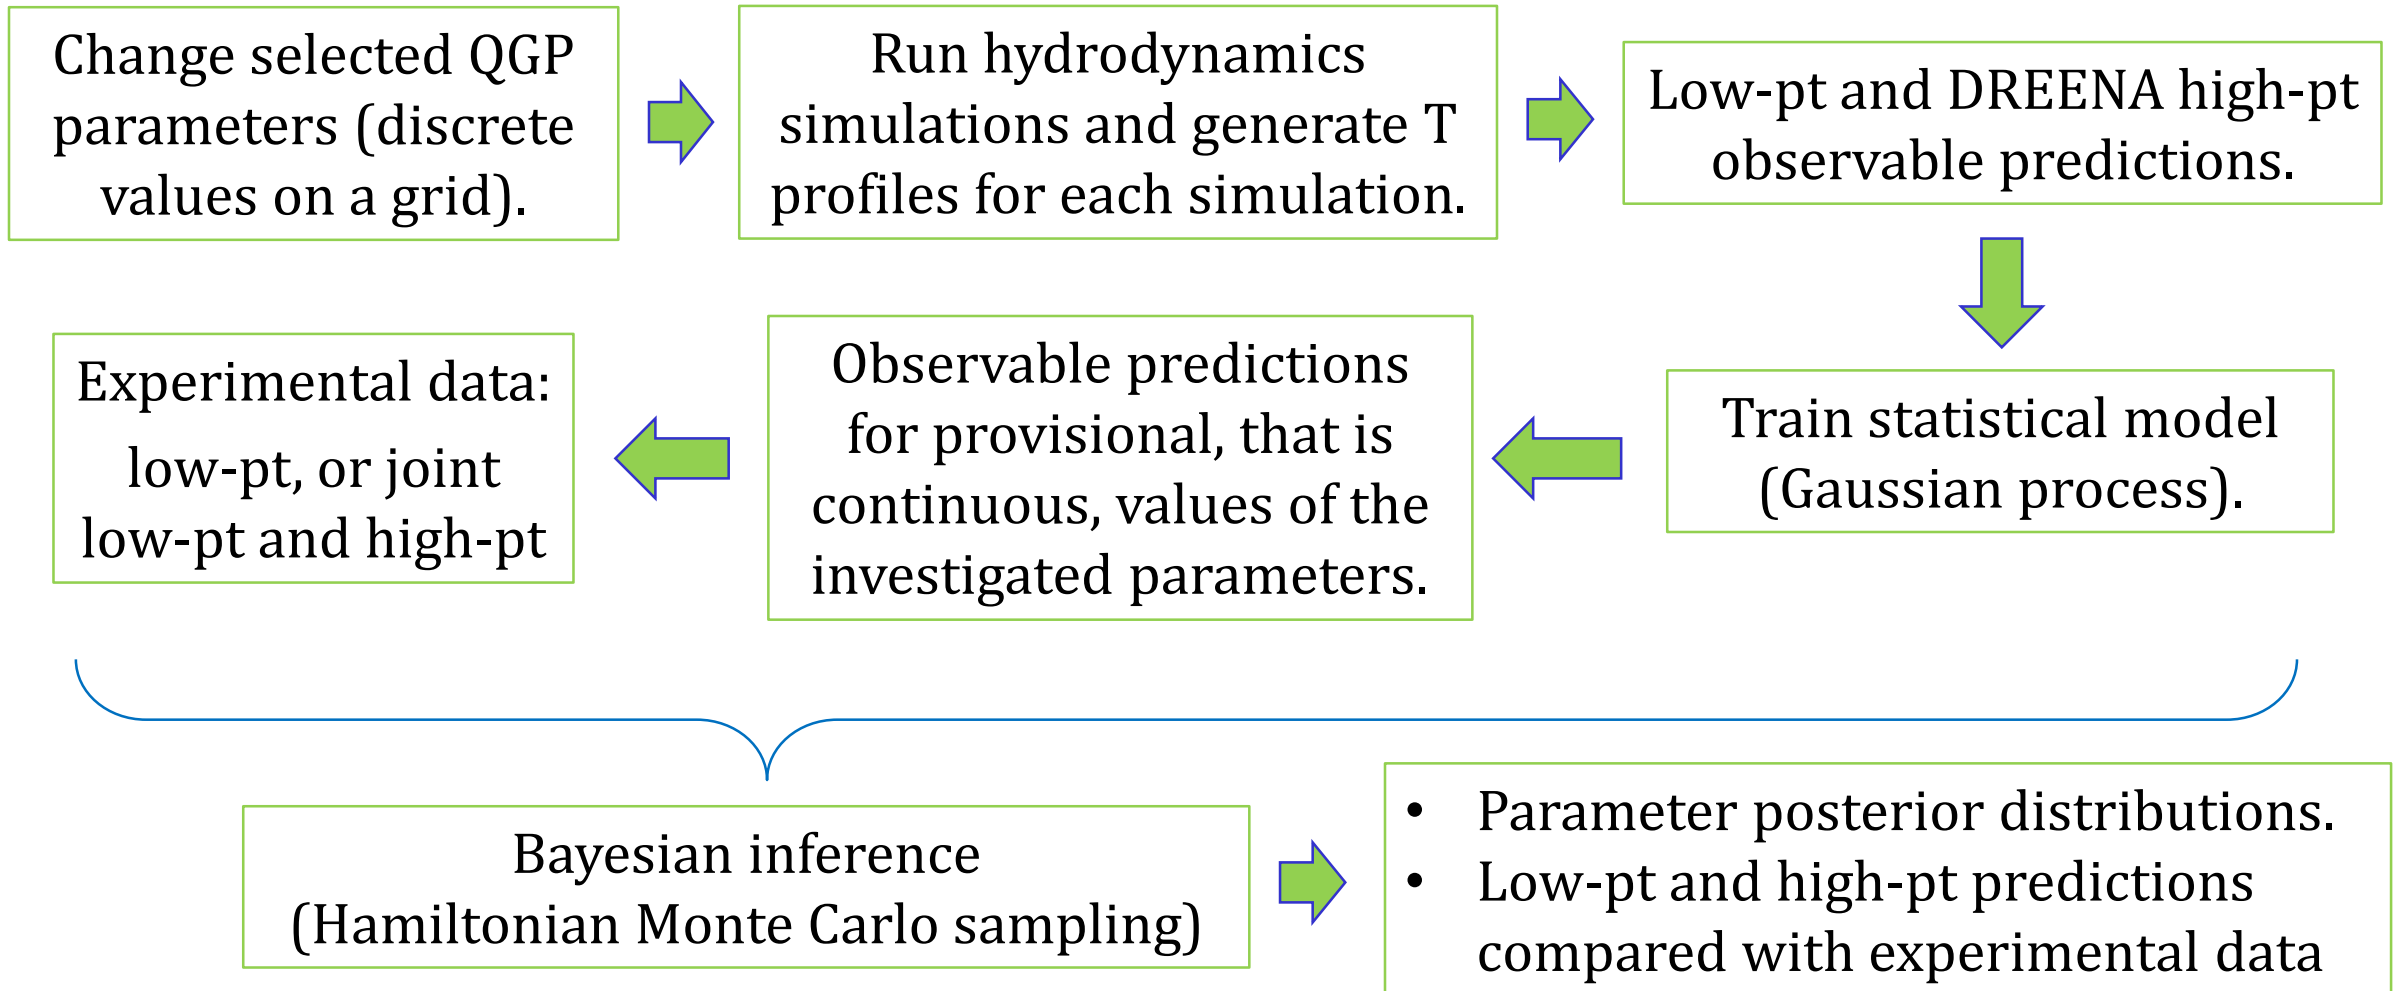 Change selected QGP
parameters (discrete
values on a grid).
Run hydrodynamics
simulations and generate T
profiles for each simulation.
Low-pt and DREENA high-pt
observable predictions.
Train statistical model
(Gaussian process).
Observable predictions
for provisional, that is
continuous, values of the
investigated parameters.
Experimental data:
low-pt, or joint
low-pt and high-pt
Bayesian inference
(Hamiltonian Monte Carlo sampling)
• Parameter posterior distributions.
• Low-pt and high-pt predictions
compared with experimental data